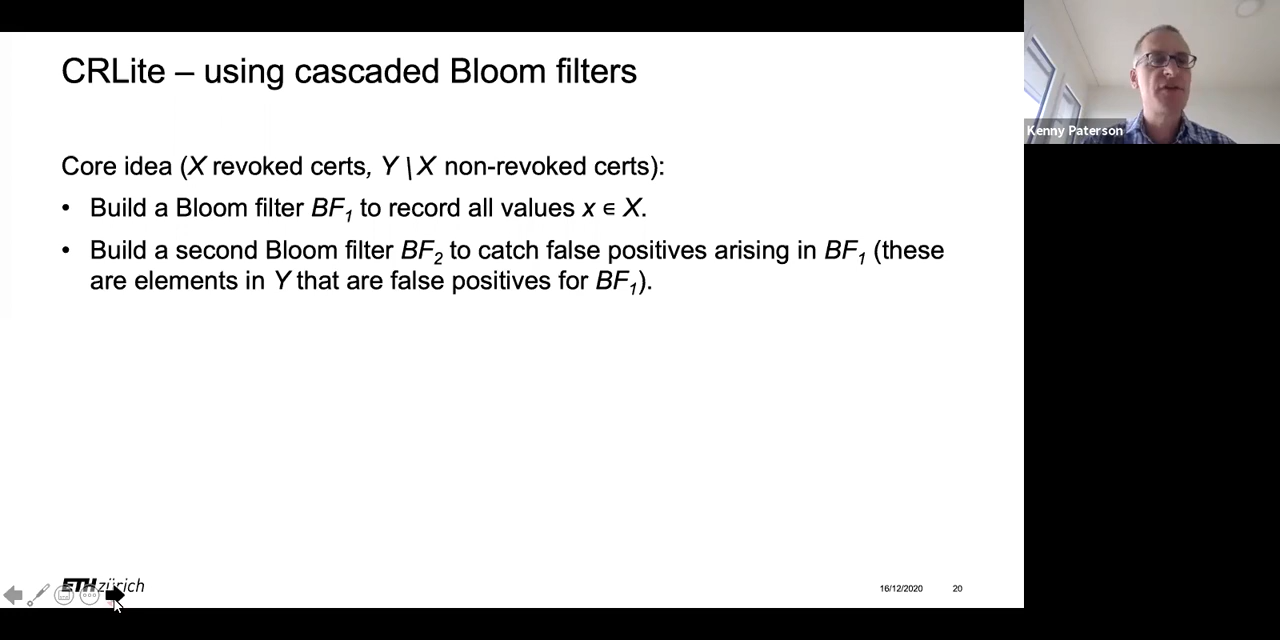 CRLite – using cascaded Bloom filters
Kenny Paterson
Core idea (X revoked certs, Y \ X non-revoked certs):
• Build a Bloom filter BF1 to record all values x ∈ X.
• Build a second Bloom filter BF2 to catch false positives arising in BF1 (these
are elements in Y that are false positives for BF1).
ETH zürich
16/12/2020 20